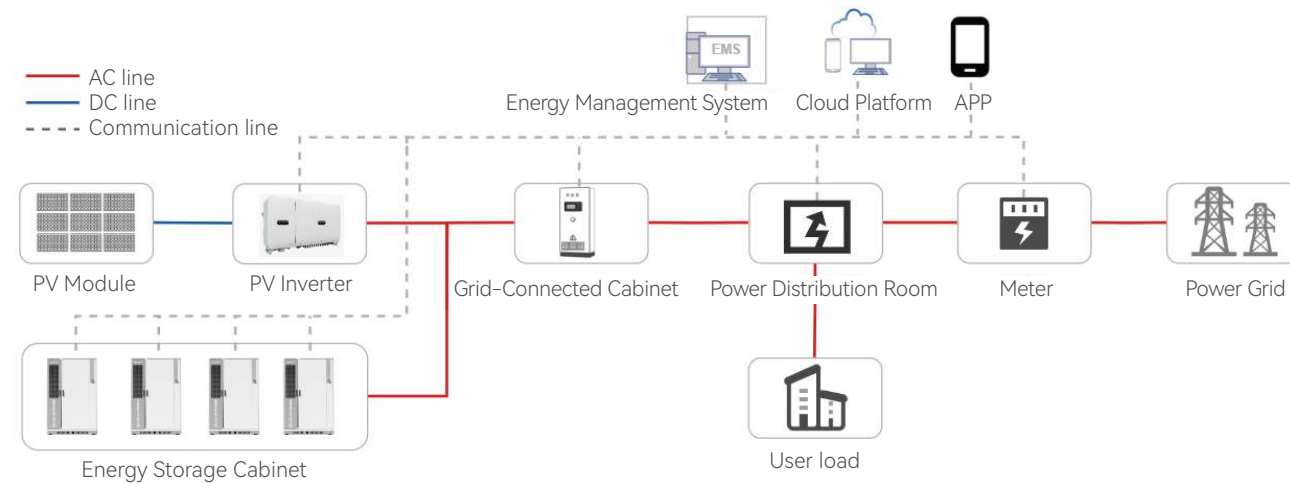 EMS
AC line
DC line
Communication line
Energy Management System
Cloud Platform
APP
PV Module
PV Inverter
Grid-Connected Cabinet
Power Distribution Room
Meter
Power Grid
Energy Storage Cabinet
User load